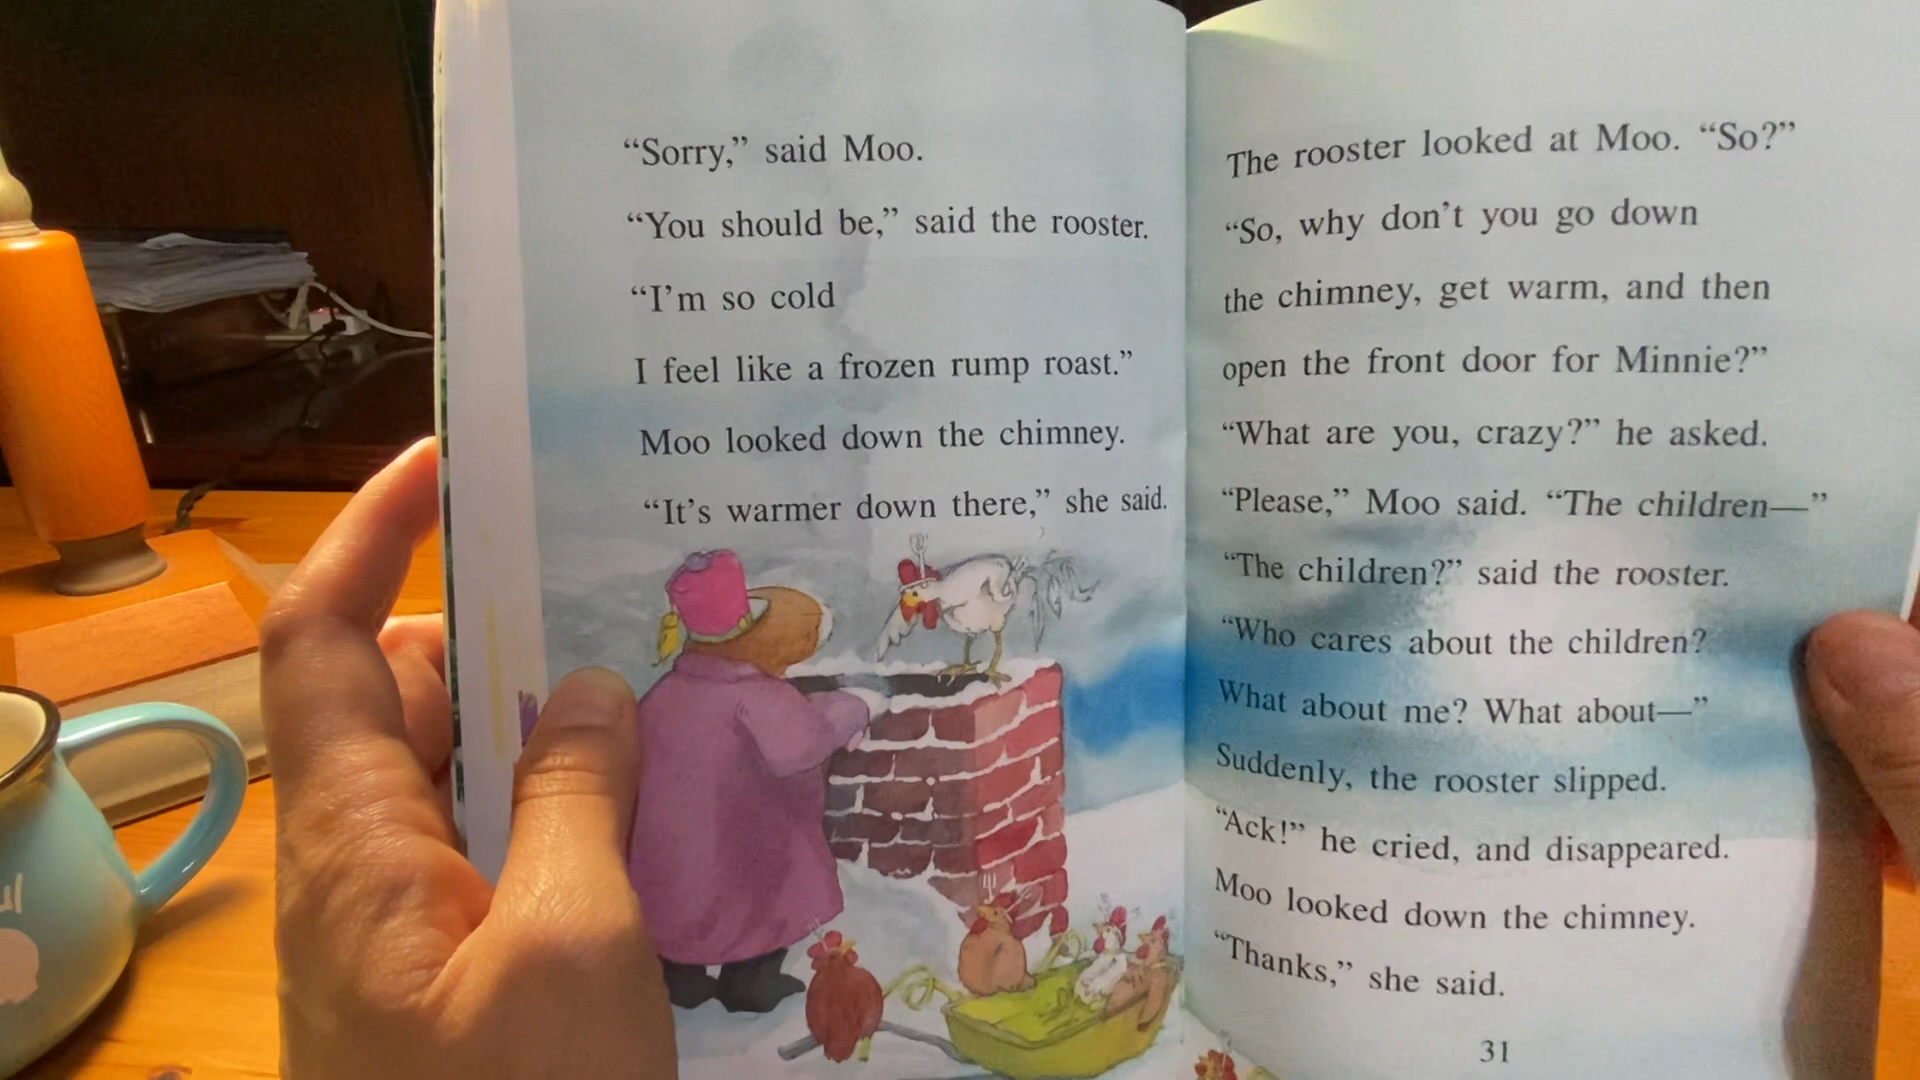 “Sorry,” said Moo.
“You should be,” said the rooster.
“I’m so cold
I feel like a frozen rump roast.”
Moo looked down the chimney.
“It’s warmer down there,” she said.
The rooster looked at Moo. “So?”
“So, why don’t you go down
the chimney, get warm, and then
open the front door for Minnie?”
“What are you, crazy?” he asked.
“Please,” Moo said. “The children—”
“The children?” said the rooster.
“Who cares about the children?
What about me? What about—”
Suddenly, the rooster slipped.
“Ack!” he cried, and disappeared.
Moo looked down the chimney.
“Thanks,” she said.
31